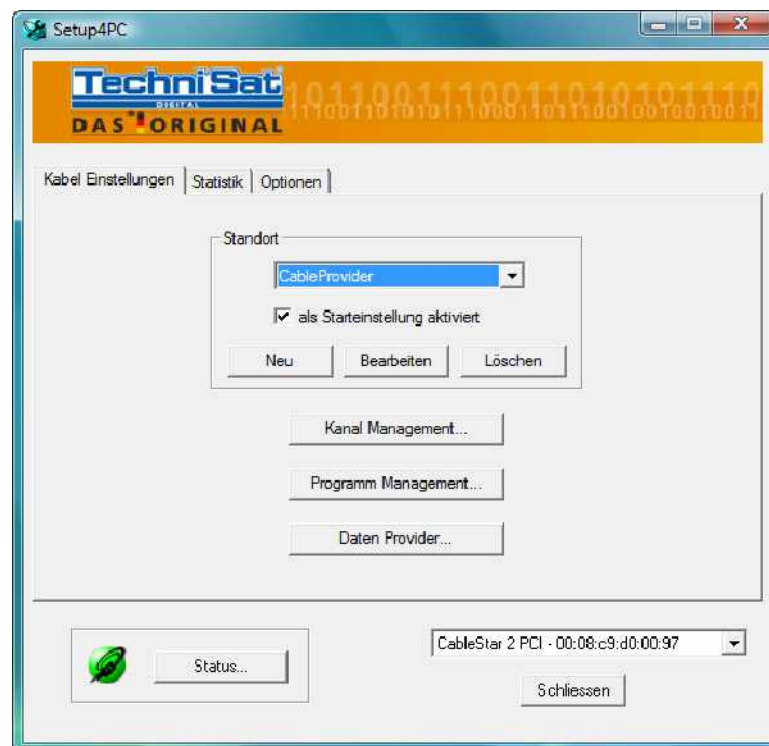 Setup4PC
TechniSat
DIGITAL
DAS ORIGINAL
Kabel Einstellungen Statistik Optionen
Standort
CableProvider
als Starteinstellung aktiviert
Neu Bearbeiten Löschen
Kanal Management...
Programm Management...
Daten Provider...
CableStar 2 PCI - 00:08:c9:d0:00:97
Status...
Schliessen